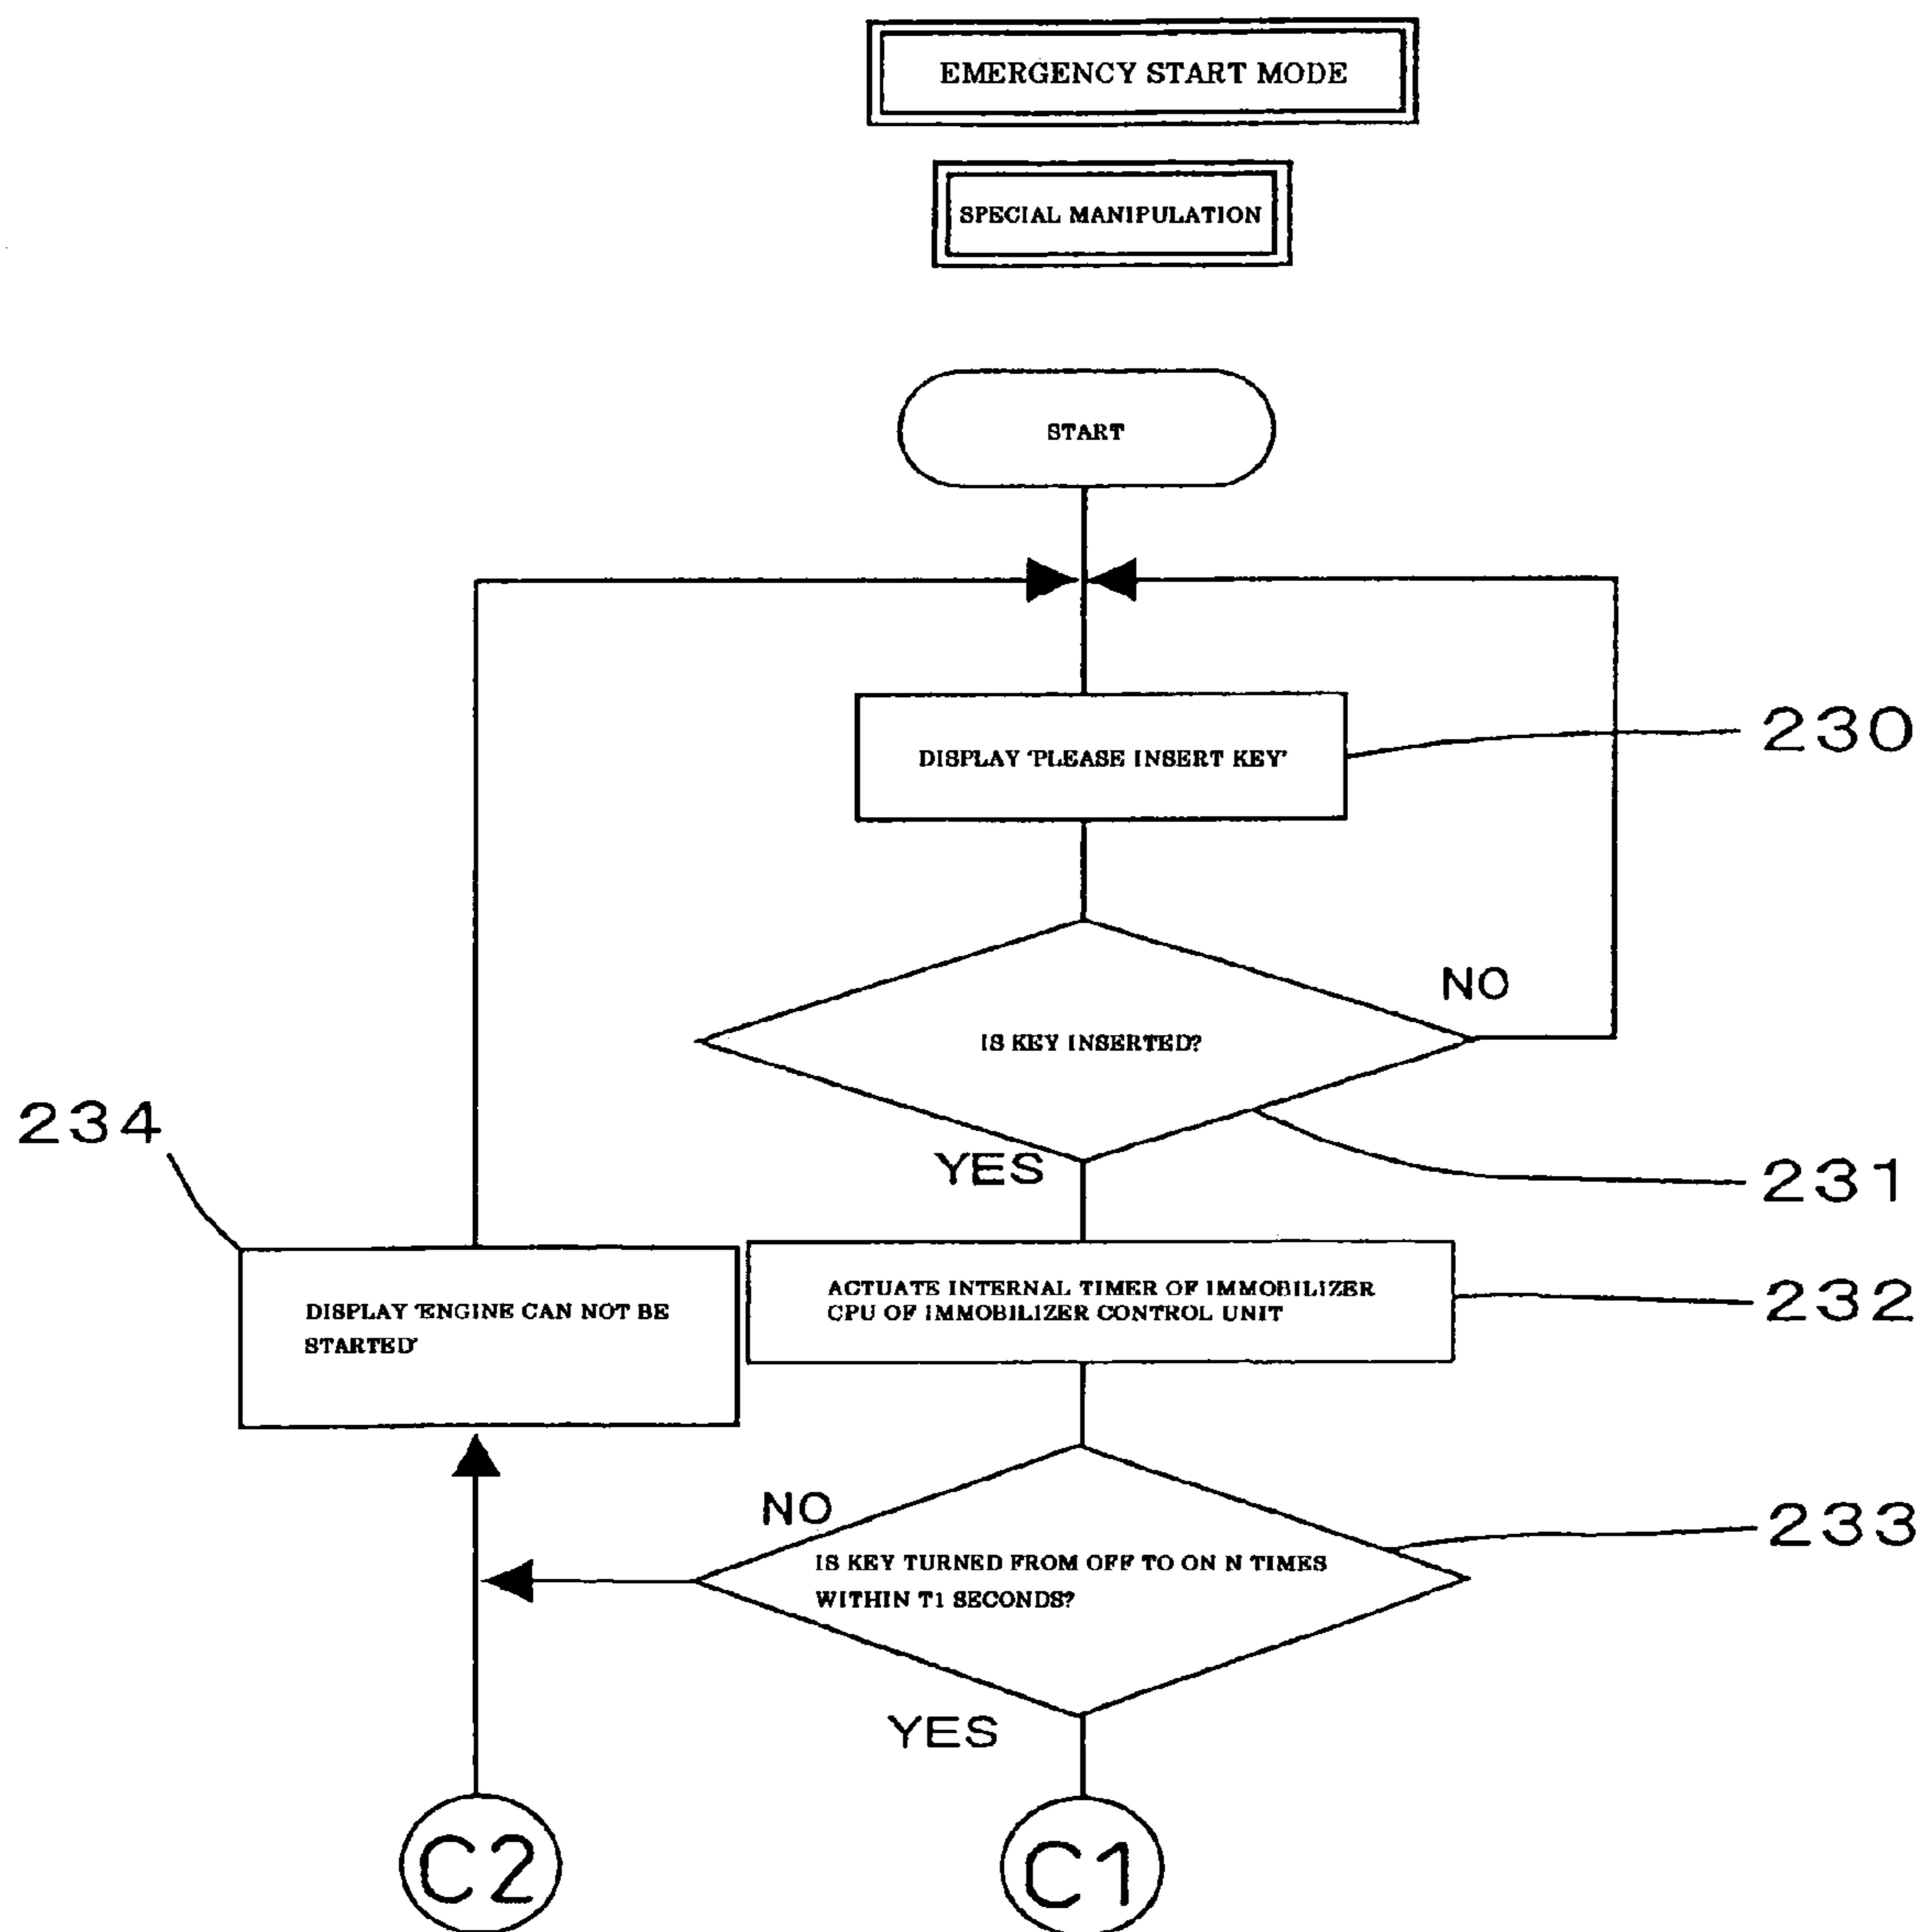 EMERGENCY START MODE
SPECIAL MANIPULATION
START
DISPLAY 'PLEASE INSERT KEY'
230
IS KEY INSERTED?
NO
231
YES
234
DISPLAY 'ENGINE CAN NOT BE
STARTED'
ACTUATE INTERNAL TIMER OF IMMOBILIZER
CPU OF IMMOBILIZER CONTROL UNIT
232
NO
IS KEY TURNED FROM OFF TO ON N TIMES
WITHIN T1 SECONDS?
233
YES
C2
C1